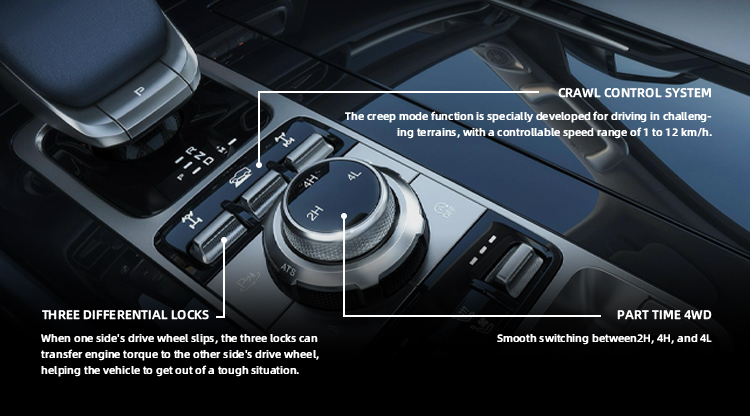 P
CRAWL CONTROL SYSTEM
The creep mode function is specially developed for driving in challeng-
ing terrains, with a controllable speed range of 1 to 12 km/h.
R
N
D
4H
4L
2H
OFF
ATS
THREE DIFFERENTIAL LOCKS
When one side's drive wheel slips, the three locks can
transfer engine torque to the other side's drive wheel,
helping the vehicle to get out of a tough situation.
PART TIME 4WD
Smooth switching between2H, 4H, and 4L